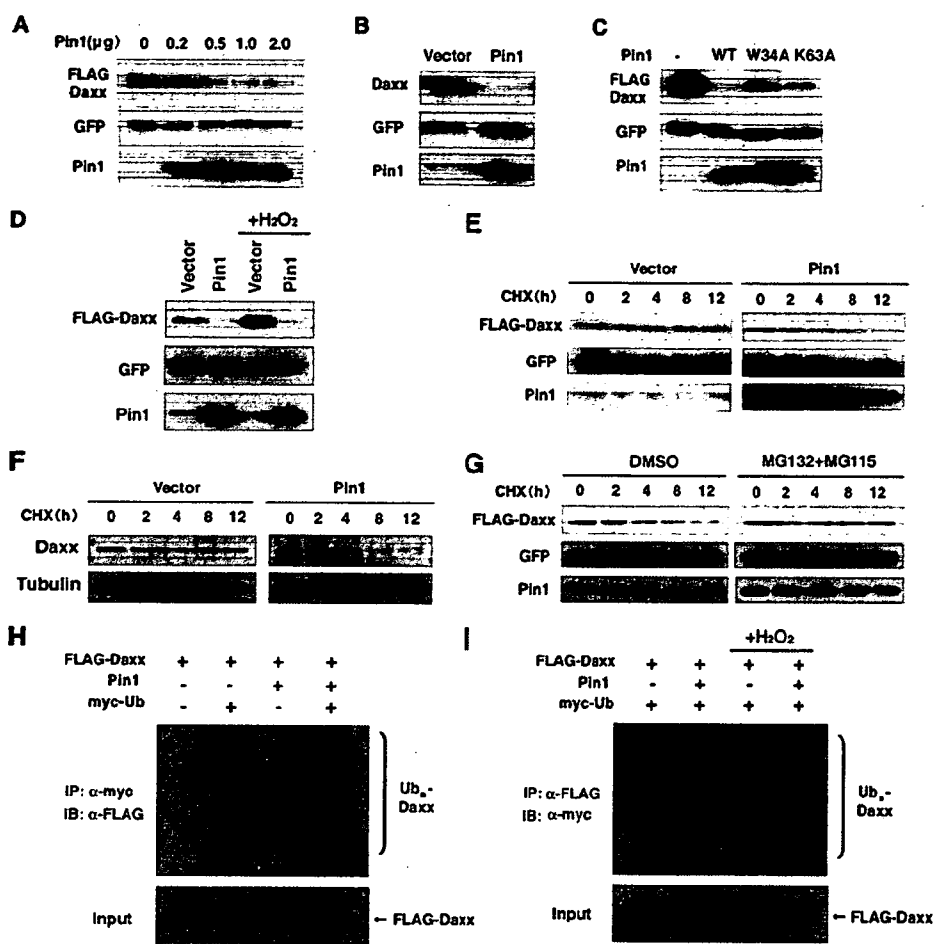 A
Pin1(µg) 0 0.2 0.5 1.0 2.0
FLAG
Daxx
GFP
Pin1
B
Vector Pin1
Daxx
GFP
Pin1
C
Pin1 - WT W34A K63A
FLAG
Daxx
GFP
Pin1
D
+H₂O₂
Vector Pin1 Vector Pin1
FLAG-Daxx
GFP
Pin1
E
Vector Pin1
CHX(h) 0 2 4 8 12 0 2 4 8 12
FLAG-Daxx
GFP
Pin1
F
Vector Pin1
CHX(h) 0 2 4 8 12 0 2 4 8 12
Daxx
Tubulin
G
DMSO MG132+MG115
CHX(h) 0 2 4 8 12 0 2 4 8 12
FLAG-Daxx
GFP
Pin1
H
FLAG-Daxx + + + +
Pin1 - - + +
myc-Ub - + - +
IP: α-myc
IB: α-FLAG
Ubₙ-
Daxx
Input ← FLAG-Daxx
I
+H₂O₂
FLAG-Daxx + + + +
Pin1 - + - +
myc-Ub + + + +
IP: α-FLAG
IB: α-myc
Ubₙ-
Daxx
Input ← FLAG-Daxx